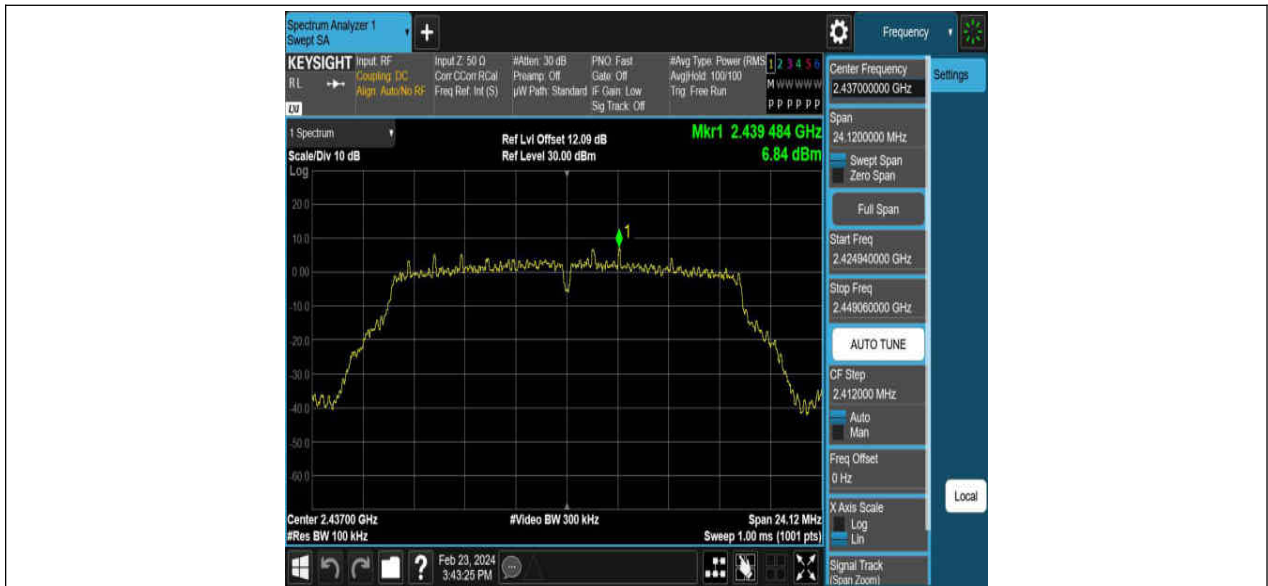 Spectrum Analyzer 1
Swept SA
+
Frequency
KEYSIGHT
RL
LXI
Input: RF
Coupling: DC
Align: Auto/No RF
Input Z: 50 Ω
Corr CCorr RCal
Freq Ref: Int (S)
#Atten: 30 dB
Preamp: Off
µW Path: Standard
PNO: Fast
Gate: Off
IF Gain: Low
Sig Track: Off
#Avg Type: Power (RMS
Avg|Hold: 100/100
Trig: Free Run
1 2 3 4 5 6
M W W W W W
P P P P P P
1 Spectrum
Scale/Div 10 dB
Log
Ref Lvl Offset 12.09 dB
Ref Level 30.00 dBm
Mkr1 2.439 484 GHz
6.84 dBm
20.0
10.0
0.00
-10.0
-20.0
-30.0
-40.0
-50.0
-60.0
1
Center 2.43700 GHz
#Res BW 100 kHz
#Video BW 300 kHz
Span 24.12 MHz
Sweep 1.00 ms (1001 pts)
Center Frequency
2.437000000 GHz
Settings
Span
24.1200000 MHz
Swept Span
Zero Span
Full Span
Start Freq
2.424940000 GHz
Stop Freq
2.449060000 GHz
AUTO TUNE
CF Step
2.412000 MHz
Auto
Man
Freq Offset
0 Hz
X Axis Scale
Log
Lin
Local
Signal Track
(Span Zoom)
?
Feb 23, 2024
3:43:25 PM